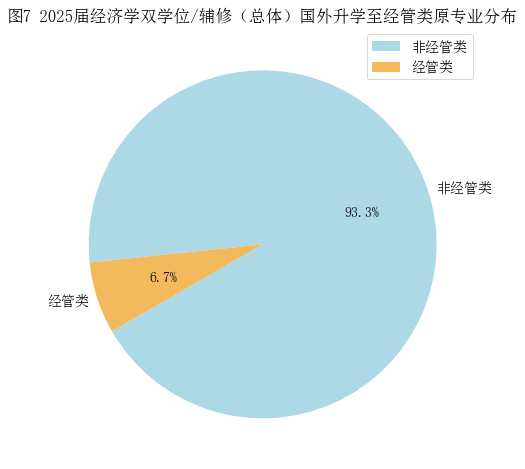 图7 2025届经济学双学位/辅修（总体）国外升学至经管类原专业分布
非经管类
经管类
非经管类
93.3%
6.7%
经管类